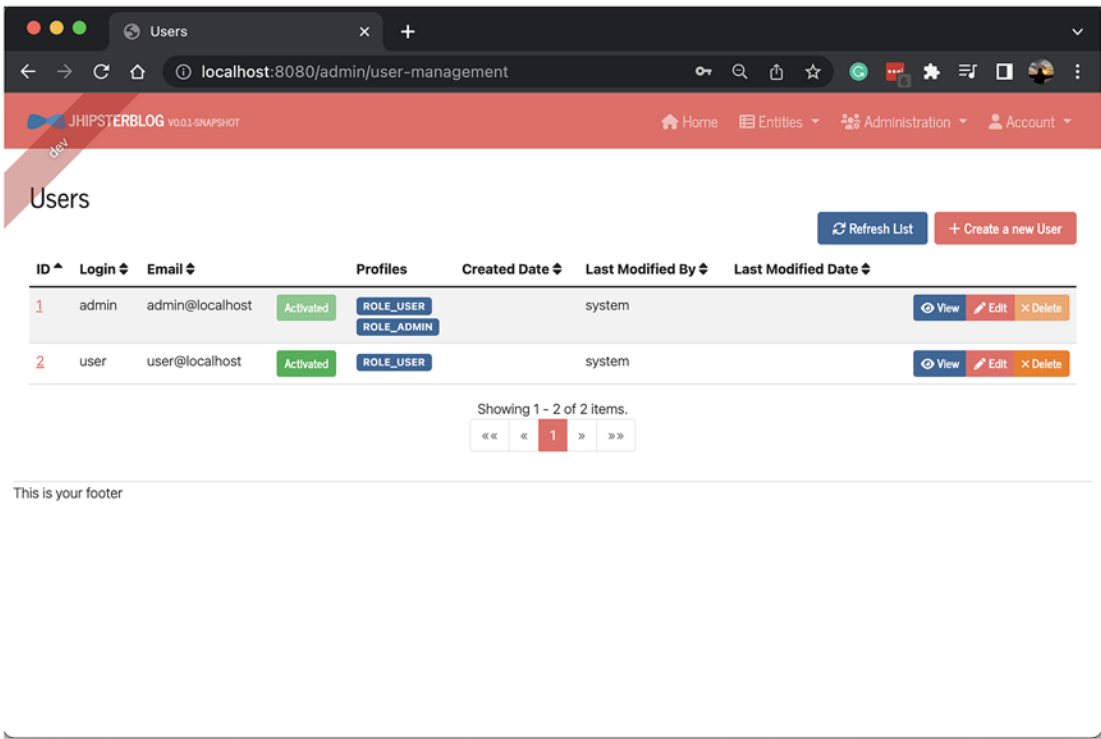 Users
localhost:8080/admin/user-management
6
JHIPSTERBLOG V0.0.1-SNAPSHOT
Home Entities Administration Account
dev
Users
Refresh List + Create a new User
ID Login Email Profiles Created Date Last Modified By Last Modified Date
1 admin admin@localhost Activated ROLE_USER system View Edit × Delete
ROLE_ADMIN
2 user user@localhost Activated ROLE_USER system View Edit × Delete
Showing 1 - 2 of 2 items.
«« « 1 » »»
This is your footer